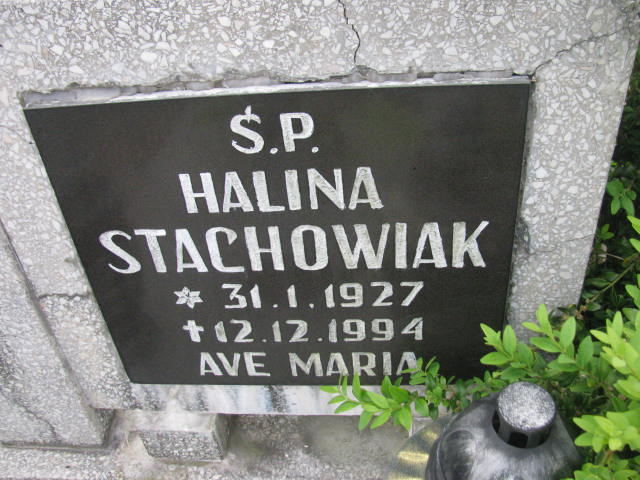 Ś.P.
HALINA
STACHOWIAK
* 31.1.1927
✝ 12.12.1994
AVE MARIA